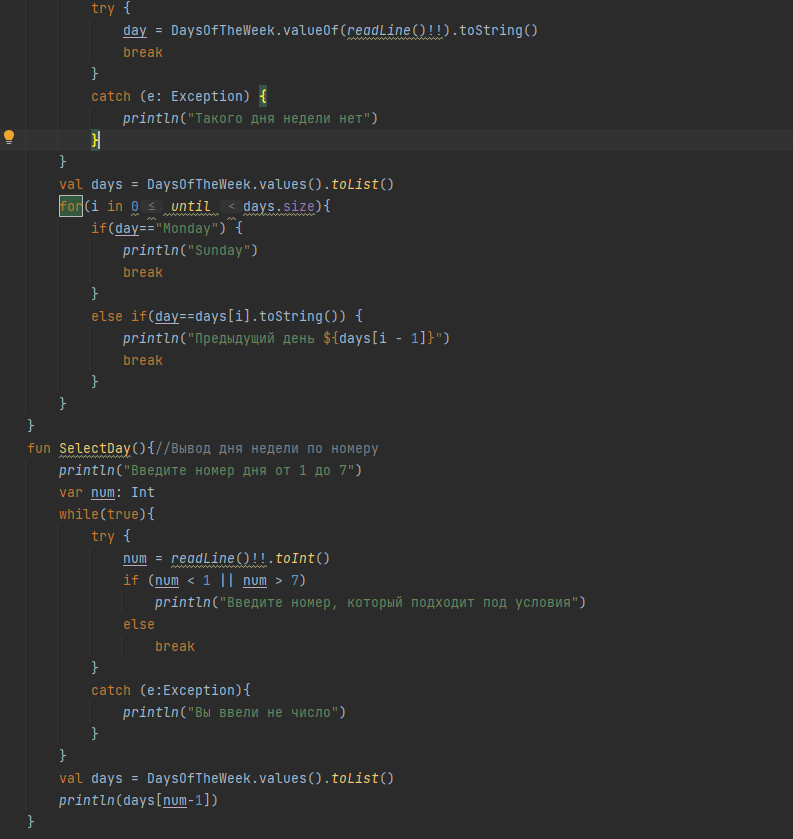 try {
day = DaysOfTheWeek.valueOf(readLine()!!).toString()
break
}
catch (e: Exception) {
println("Такого дня недели нет")
}
}
val days = DaysOfTheWeek.values().toList()
for(i in 0 ≤ until < days.size){
if(day=="Monday") {
println("Sunday")
break
}
else if(day==days[i].toString()) {
println("Предыдущий день ${days[i - 1]}")
break
}
}
}
fun SelectDay(){//Вывод дня недели по номеру
println("Введите номер дня от 1 до 7")
var num: Int
while(true){
try {
num = readLine()!!.toInt()
if (num < 1 || num > 7)
println("Введите номер, который подходит под условия")
else
break
}
catch (e:Exception){
println("Вы ввели не число")
}
}
val days = DaysOfTheWeek.values().toList()
println(days[num-1])
}